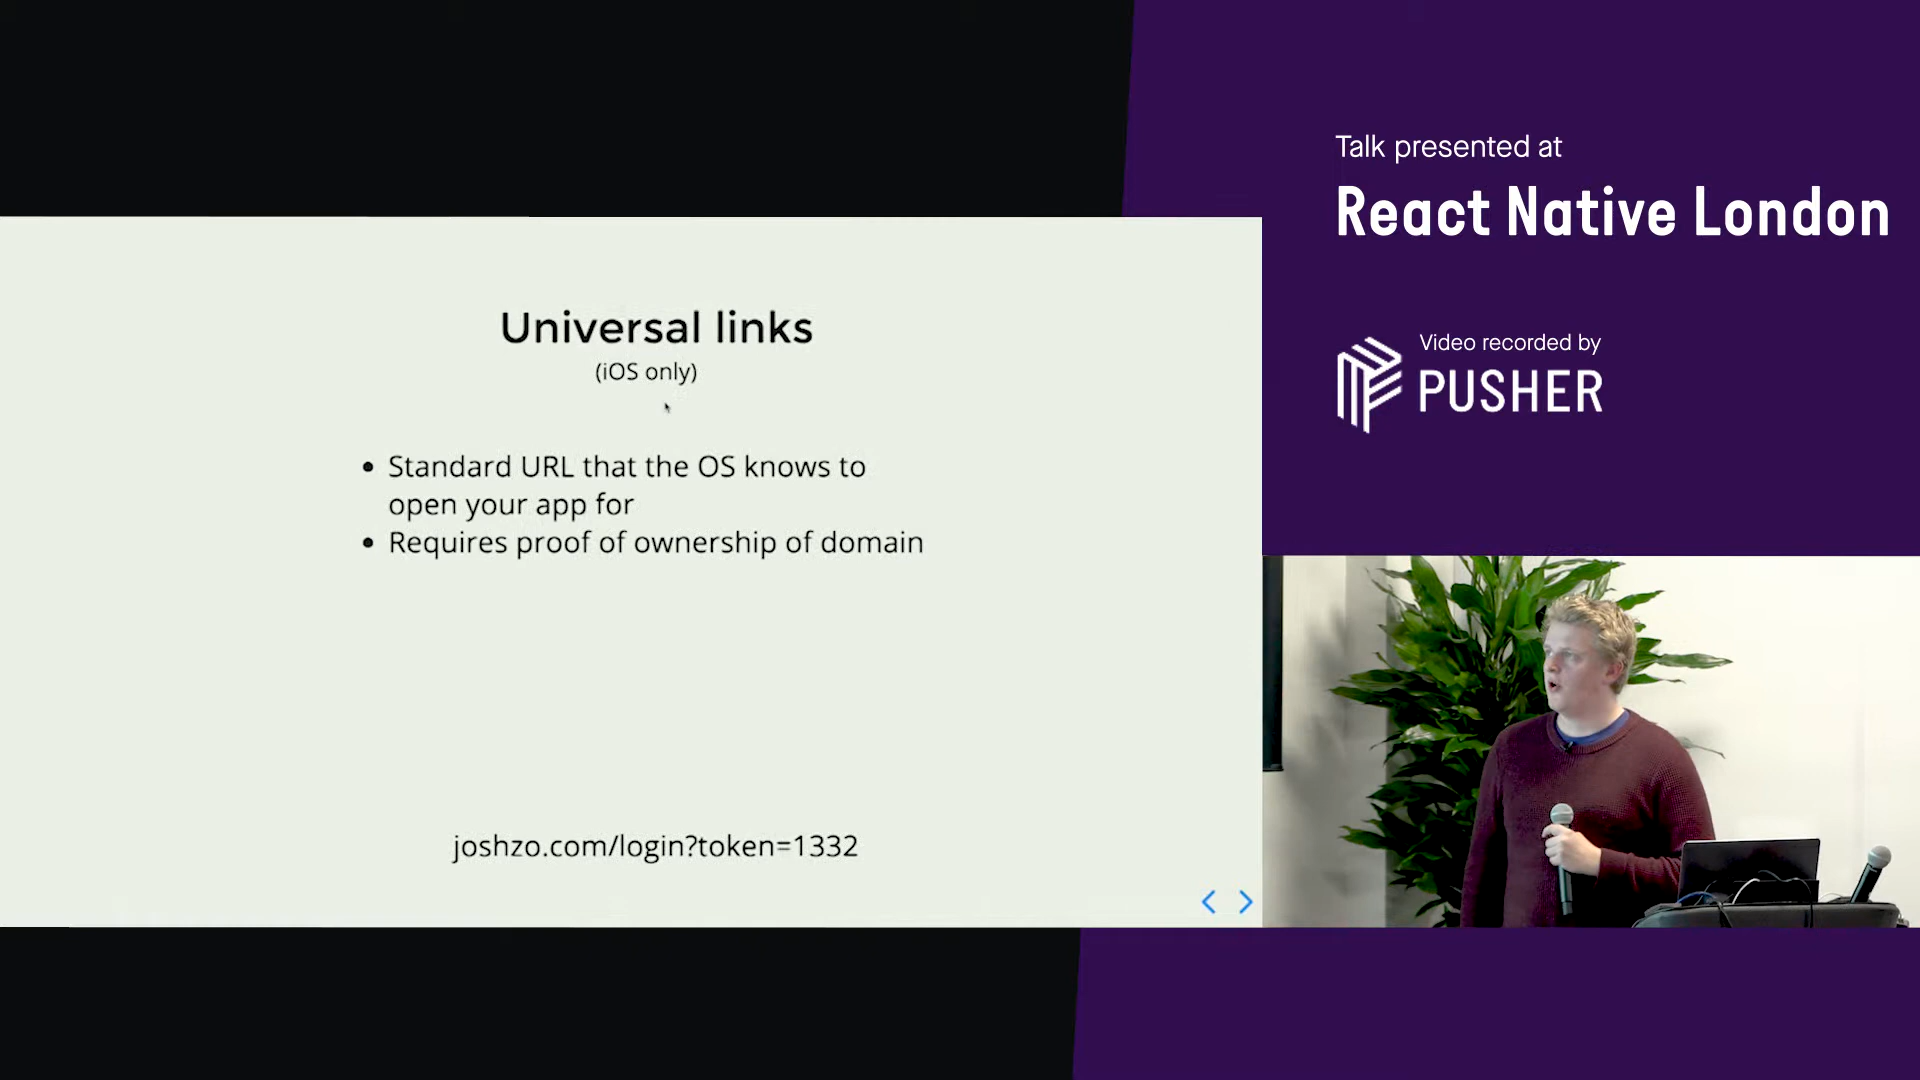 Universal links
(iOS only)
Standard URL that the OS knows to
open your app for
Requires proof of ownership of domain
joshzo.com/login?token=1332
Talk presented at
React Native London
Video recorded by
PUSHER